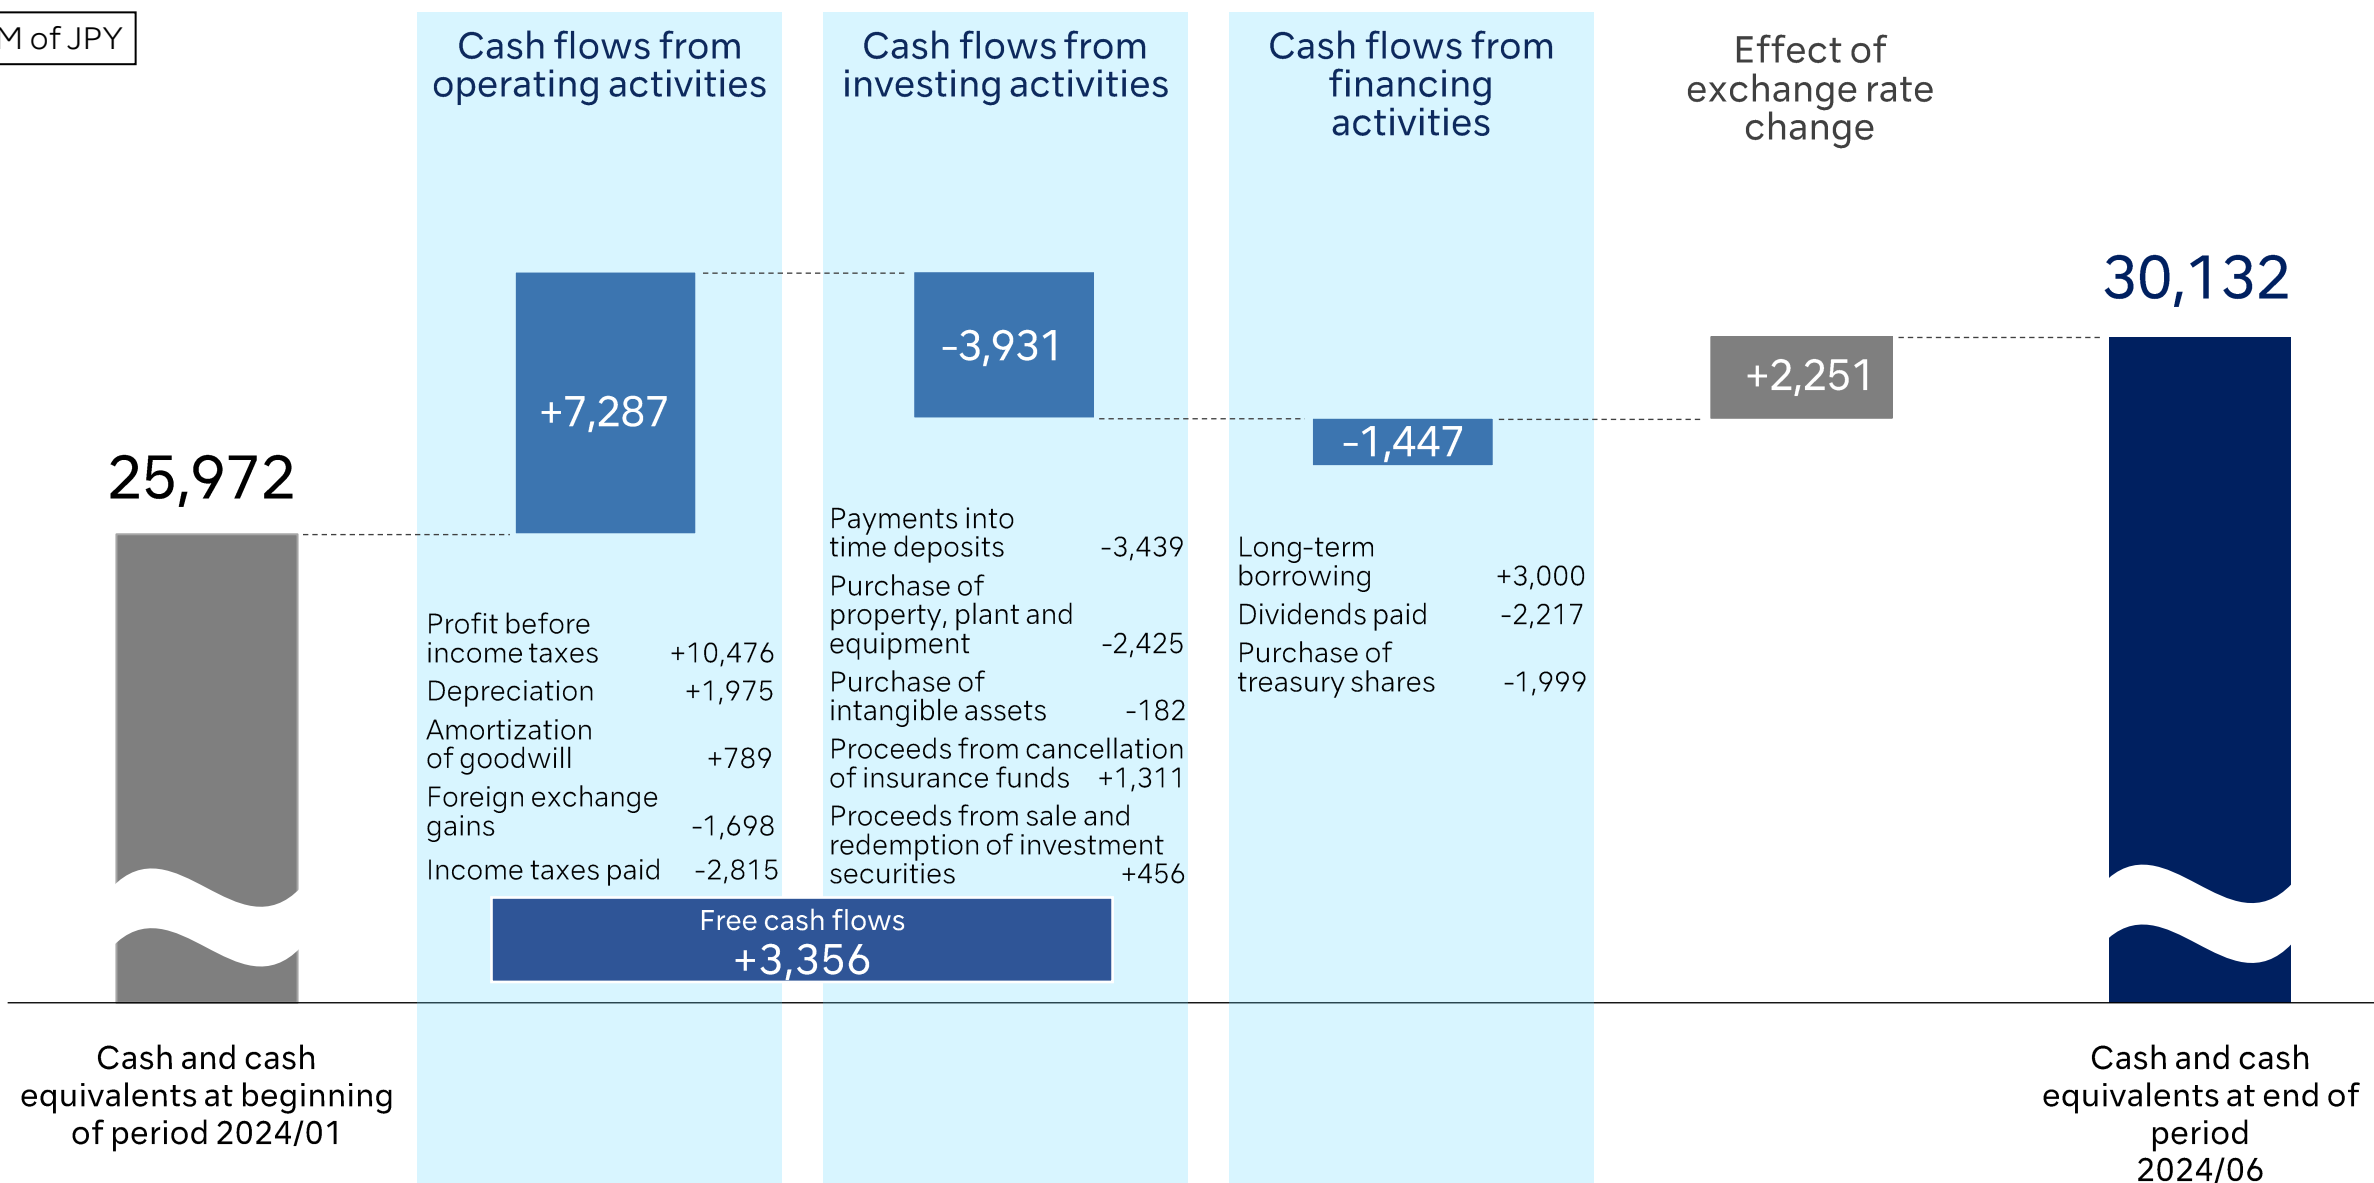 M of JPY
Cash flows from
operating activities
Cash flows from
investing activities
Cash flows from
financing
activities
Effect of
exchange rate
change
25,972
+7,287
-3,931
-1,447
+2,251
30,132
Profit before
income taxes +10,476
Depreciation +1,975
Amortization
of goodwill +789
Foreign exchange
gains -1,698
Income taxes paid -2,815
Payments into
time deposits -3,439
Purchase of
property, plant and
equipment -2,425
Purchase of
intangible assets -182
Proceeds from cancellation
of insurance funds +1,311
Proceeds from sale and
redemption of investment
securities +456
Long-term
borrowing +3,000
Dividends paid -2,217
Purchase of
treasury shares -1,999
Free cash flows
+3,356
Cash and cash
equivalents at beginning
of period 2024/01
Cash and cash
equivalents at end of
period
2024/06